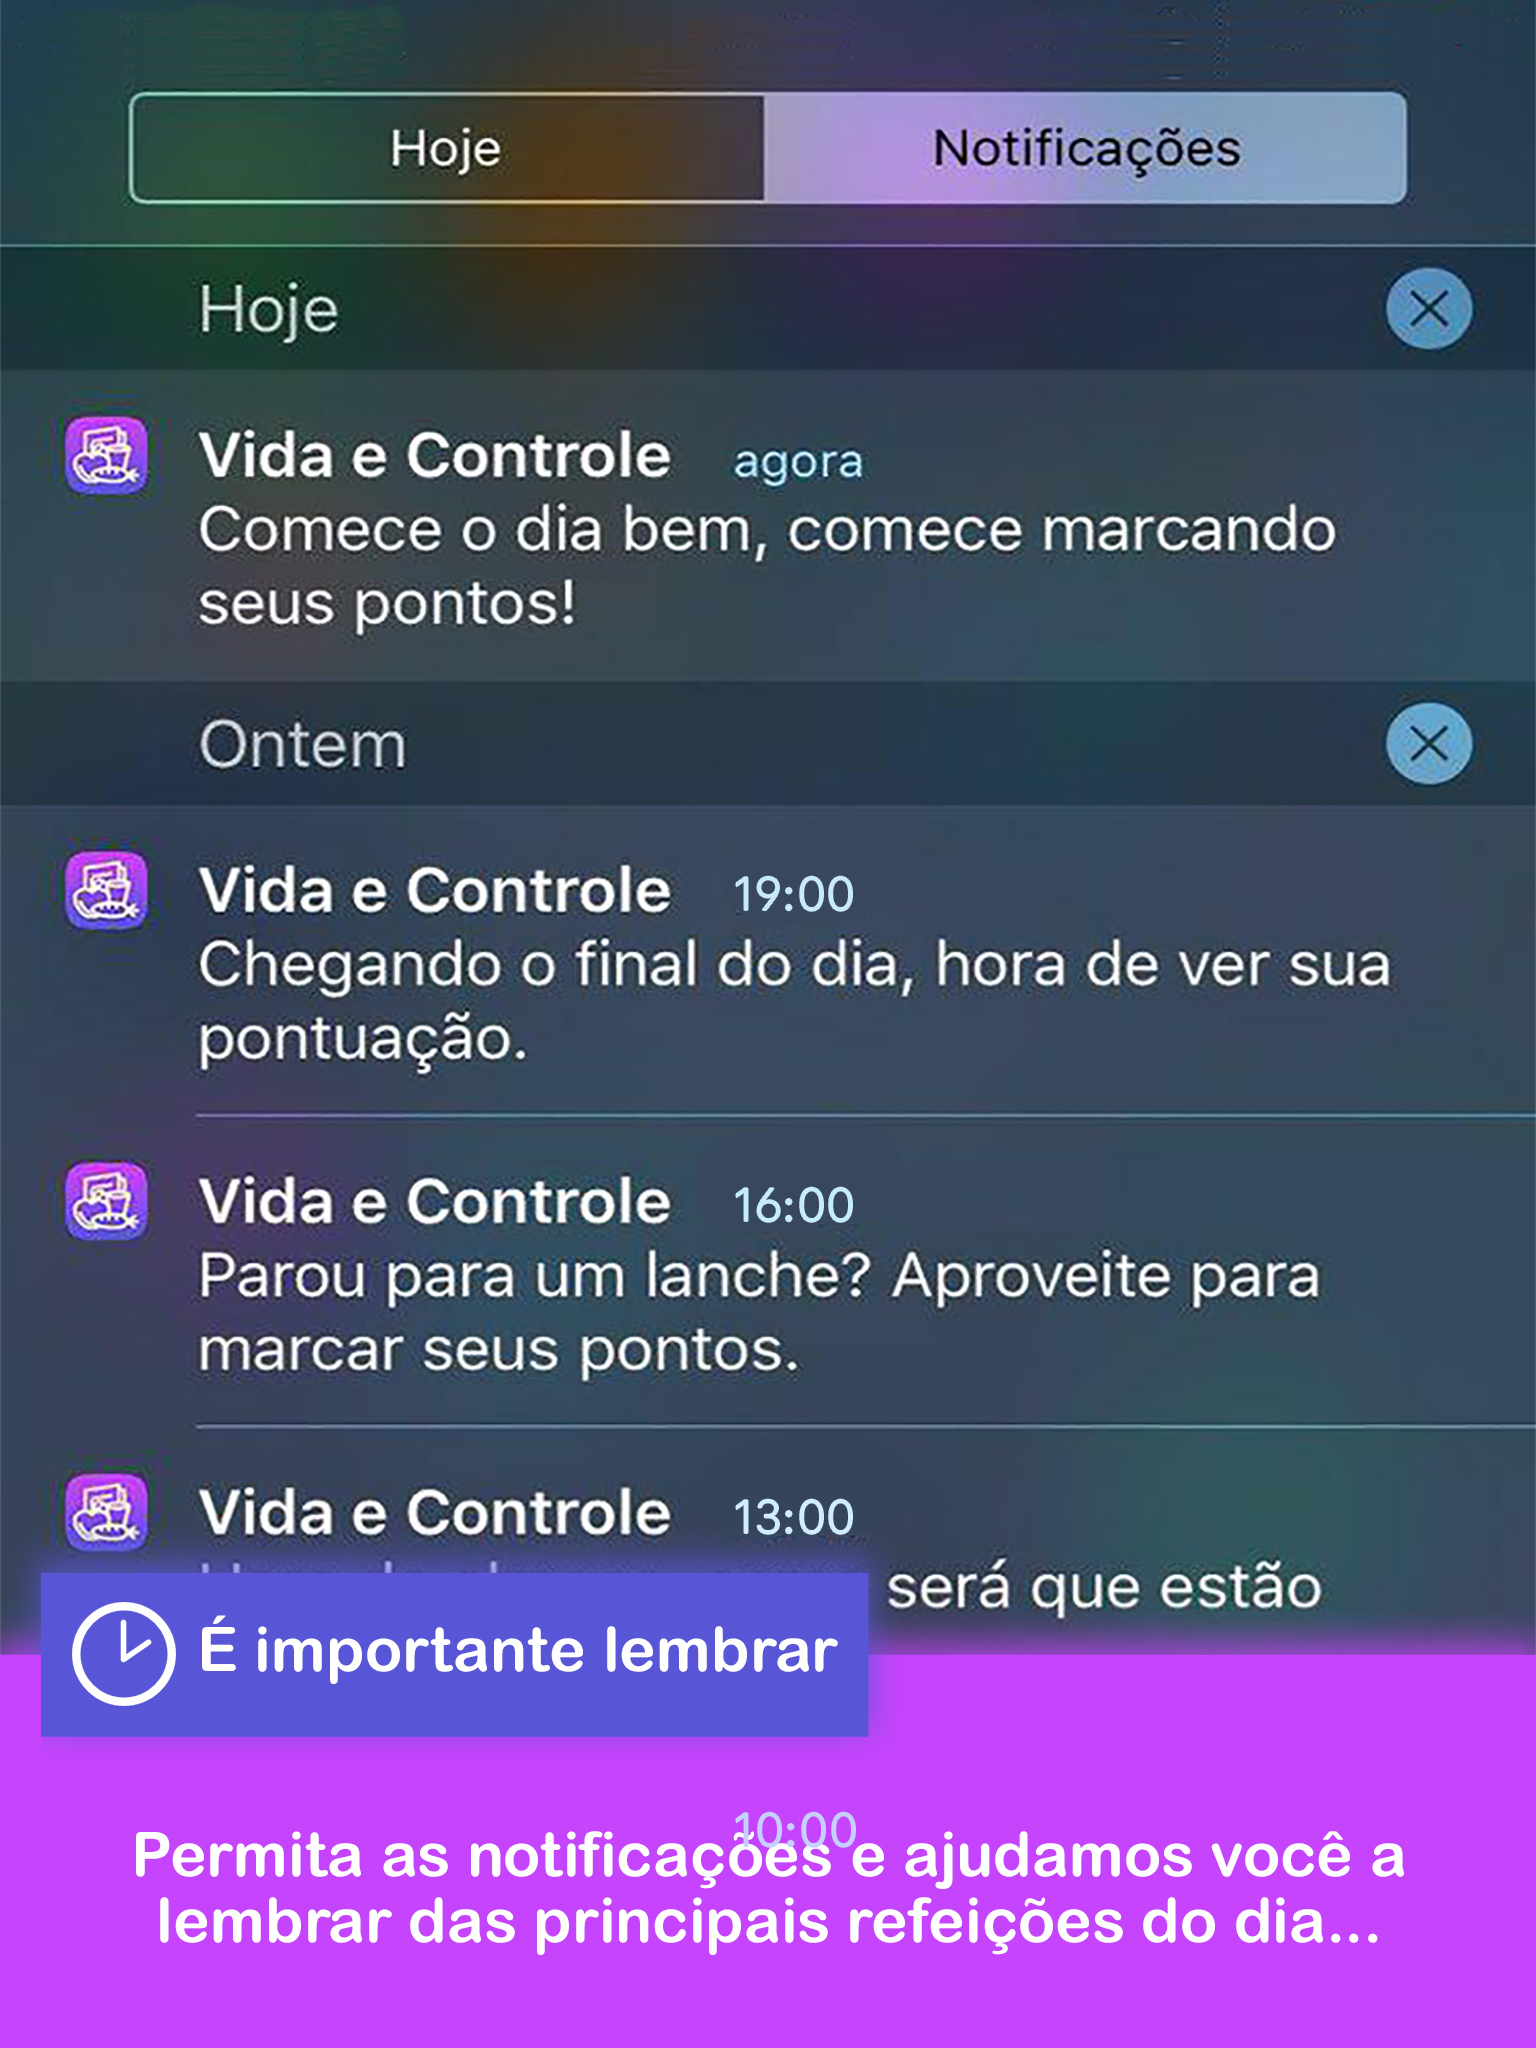 Hoje
Notificações
Hoje
Vida e Controle agora
Comece o dia bem, comece marcando
seus pontos!
Ontem
Vida e Controle 19:00
Chegando o final do dia, hora de ver sua
pontuação.
Vida e Controle 16:00
Parou para um lanche? Aproveite para
marcar seus pontos.
Vida e Controle 13:00
será que estão
É importante lembrar
10:00
Permita as notificações e ajudamos você a
lembrar das principais refeições do dia...